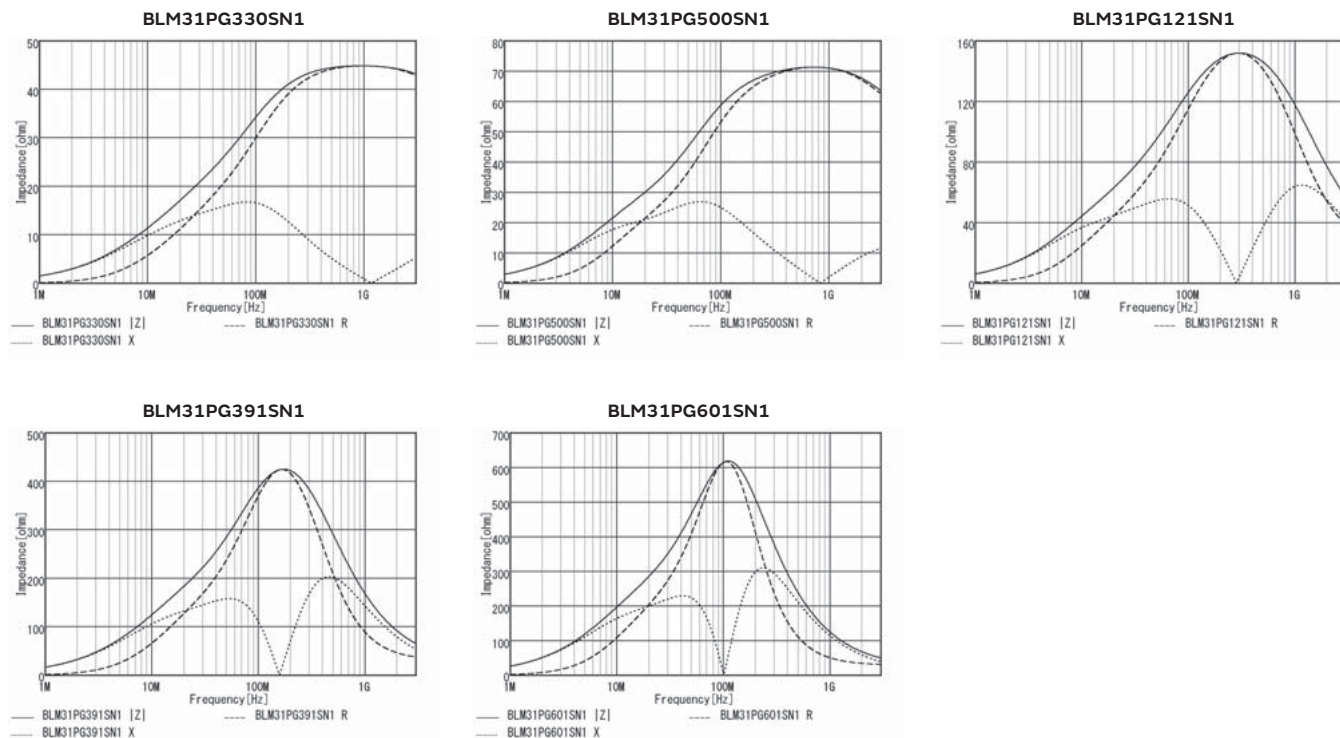 BLM31PG330SN1
50
40
30
20
10
0
Impedance[ohm]
1M 10M 100M 1G
Frequency[Hz]
BLM31PG330SN1 |Z| BLM31PG330SN1 R
BLM31PG330SN1 X
BLM31PG500SN1
80
70
60
50
40
30
20
10
0
Impedance[ohm]
1M 10M 100M 1G
Frequency[Hz]
BLM31PG500SN1 |Z| BLM31PG500SN1 R
BLM31PG500SN1 X
BLM31PG121SN1
160
120
80
40
0
Impedance[ohm]
1M 10M 100M 1G
Frequency[Hz]
BLM31PG121SN1 |Z| BLM31PG121SN1 R
BLM31PG121SN1 X
BLM31PG391SN1
500
400
300
200
100
0
Impedance[ohm]
1M 10M 100M 1G
Frequency[Hz]
BLM31PG391SN1 |Z| BLM31PG391SN1 R
BLM31PG391SN1 X
BLM31PG601SN1
700
600
500
400
300
200
100
0
Impedance[ohm]
1M 10M 100M 1G
Frequency[Hz]
BLM31PG601SN1 |Z| BLM31PG601SN1 R
BLM31PG601SN1 X